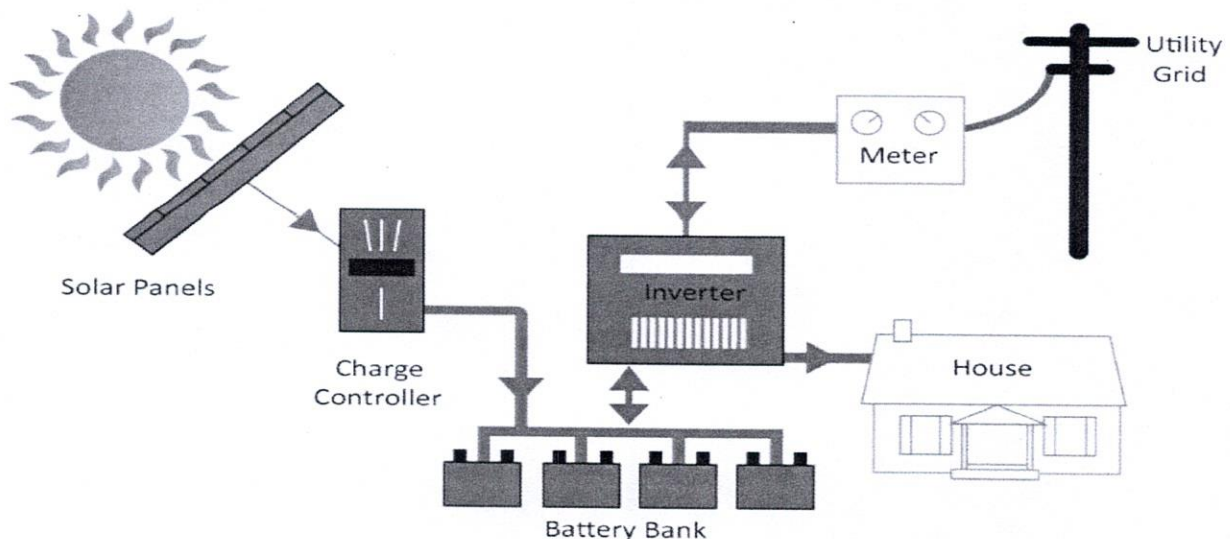 Utility
Grid
Meter
Solar Panels
Inverter
Charge
Controller
House
Battery Bank